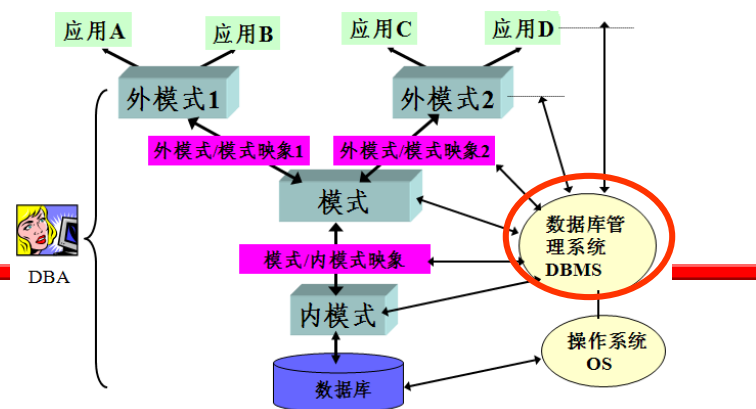 应用A
应用B
应用C
应用D
外模式1
外模式2
外模式/模式映象1
外模式/模式映象2
模式
数据库管
理系统
DBMS
模式/内模式映象
DBA
内模式
操作系统
OS
数据库